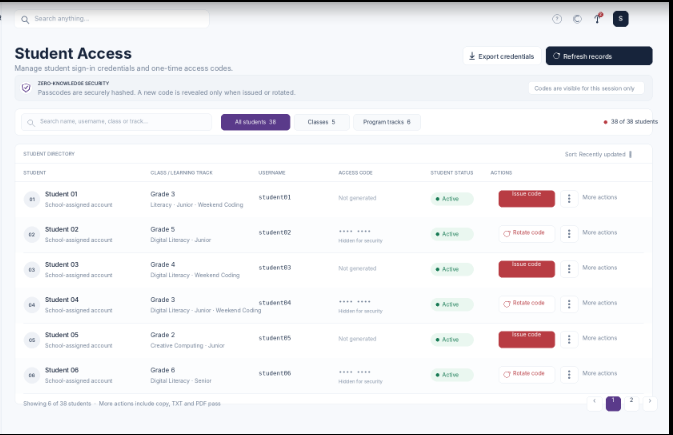 Search anything...
?
S
Student Access
Manage student sign-in credentials and one-time access codes.
Export credentials
Refresh records
ZERO-KNOWLEDGE SECURITY
Passcodes are securely hashed. A new code is revealed only when issued or rotated.
Codes are visible for this session only
Search name, username, class or track...
All students 38
Classes 5
Program tracks 6
38 of 38 students
STUDENT DIRECTORY
Sort: Recently updated
STUDENT CLASS / LEARNING TRACK USERNAME ACCESS CODE STUDENT STATUS ACTIONS
01 Student 01 Grade 3 student01 Not generated Active Issue code More actions
School-assigned account Literacy · Junior · Weekend Coding
02 Student 02 Grade 5 student02 •••• •••• Active Rotate code More actions
School-assigned account Digital Literacy · Junior Hidden for security
03 Student 03 Grade 4 student03 Not generated Active Issue code More actions
School-assigned account Digital Literacy · Weekend Coding
04 Student 04 Grade 3 student04 •••• •••• Active Rotate code More actions
School-assigned account Digital Literacy · Junior · Weekend Coding Hidden for security
05 Student 05 Grade 2 student05 Not generated Active Issue code More actions
School-assigned account Creative Computing · Junior
06 Student 06 Grade 6 student06 •••• •••• Active Rotate code More actions
School-assigned account Digital Literacy · Senior Hidden for security
Showing 6 of 38 students · More actions include copy, TXT and PDF pass
‹ 1 2 ›